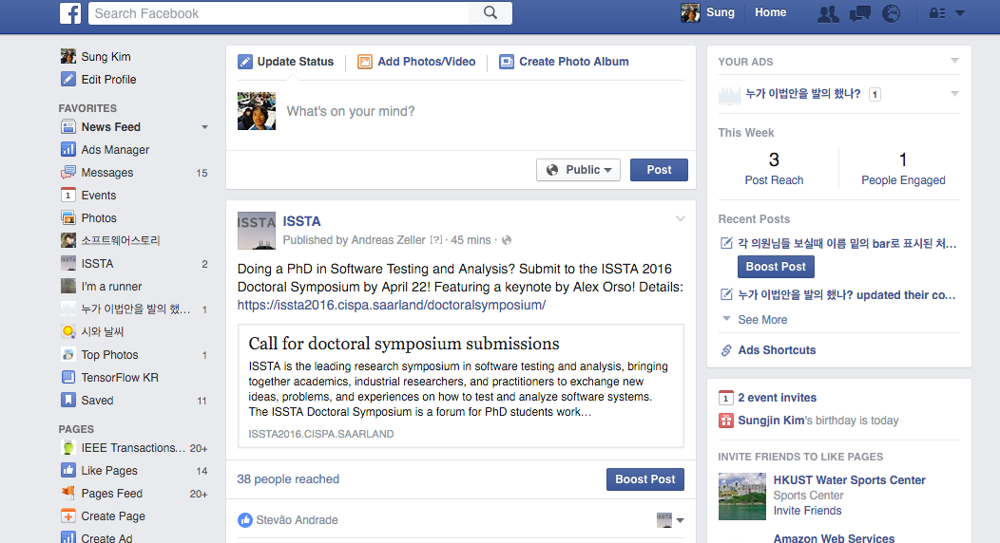 Search Facebook
Sung
Home
Sung Kim
Edit Profile
FAVORITES
News Feed
Ads Manager
Messages 15
1 Events
Photos
소프트웨어스토리
ISSTA 2
I'm a runner
누가 이법안을 발의 했... 1
시와 날씨
Top Photos 1
TensorFlow KR
Saved 11
PAGES
IEEE Transactions... 20+
Like Pages 14
Pages Feed 20+
Create Page
Create Ad
Update Status
Add Photos/Video
Create Photo Album
What's on your mind?
Public
Post
ISSTA
ISSTA
Published by Andreas Zeller [?] · 45 mins ·
Doing a PhD in Software Testing and Analysis? Submit to the ISSTA 2016
Doctoral Symposium by April 22! Featuring a keynote by Alex Orso! Details:
https://issta2016.cispa.saarland/doctoralsymposium/
Call for doctoral symposium submissions
ISSTA is the leading research symposium in software testing and analysis, bringing
together academics, industrial researchers, and practitioners to exchange new
ideas, problems, and experiences on how to test and analyze software systems.
The ISSTA Doctoral Symposium is a forum for PhD students work...
ISSTA2016.CISPA.SAARLAND
38 people reached
Boost Post
Stevão Andrade
ISSTA
YOUR ADS
누가 이법안을 발의 했나? 1
This Week
3
Post Reach
1
People Engaged
Recent Posts
각 의원님들 보실때 이름 밑의 bar로 표시된 처...
Boost Post
누가 이법안을 발의 했나? updated their co...
See More
Ads Shortcuts
1 2 event invites
Sungjin Kim's birthday is today
INVITE FRIENDS TO LIKE PAGES
HKUST Water Sports Center
Sports Center
Invite Friends
Amazon Web Services